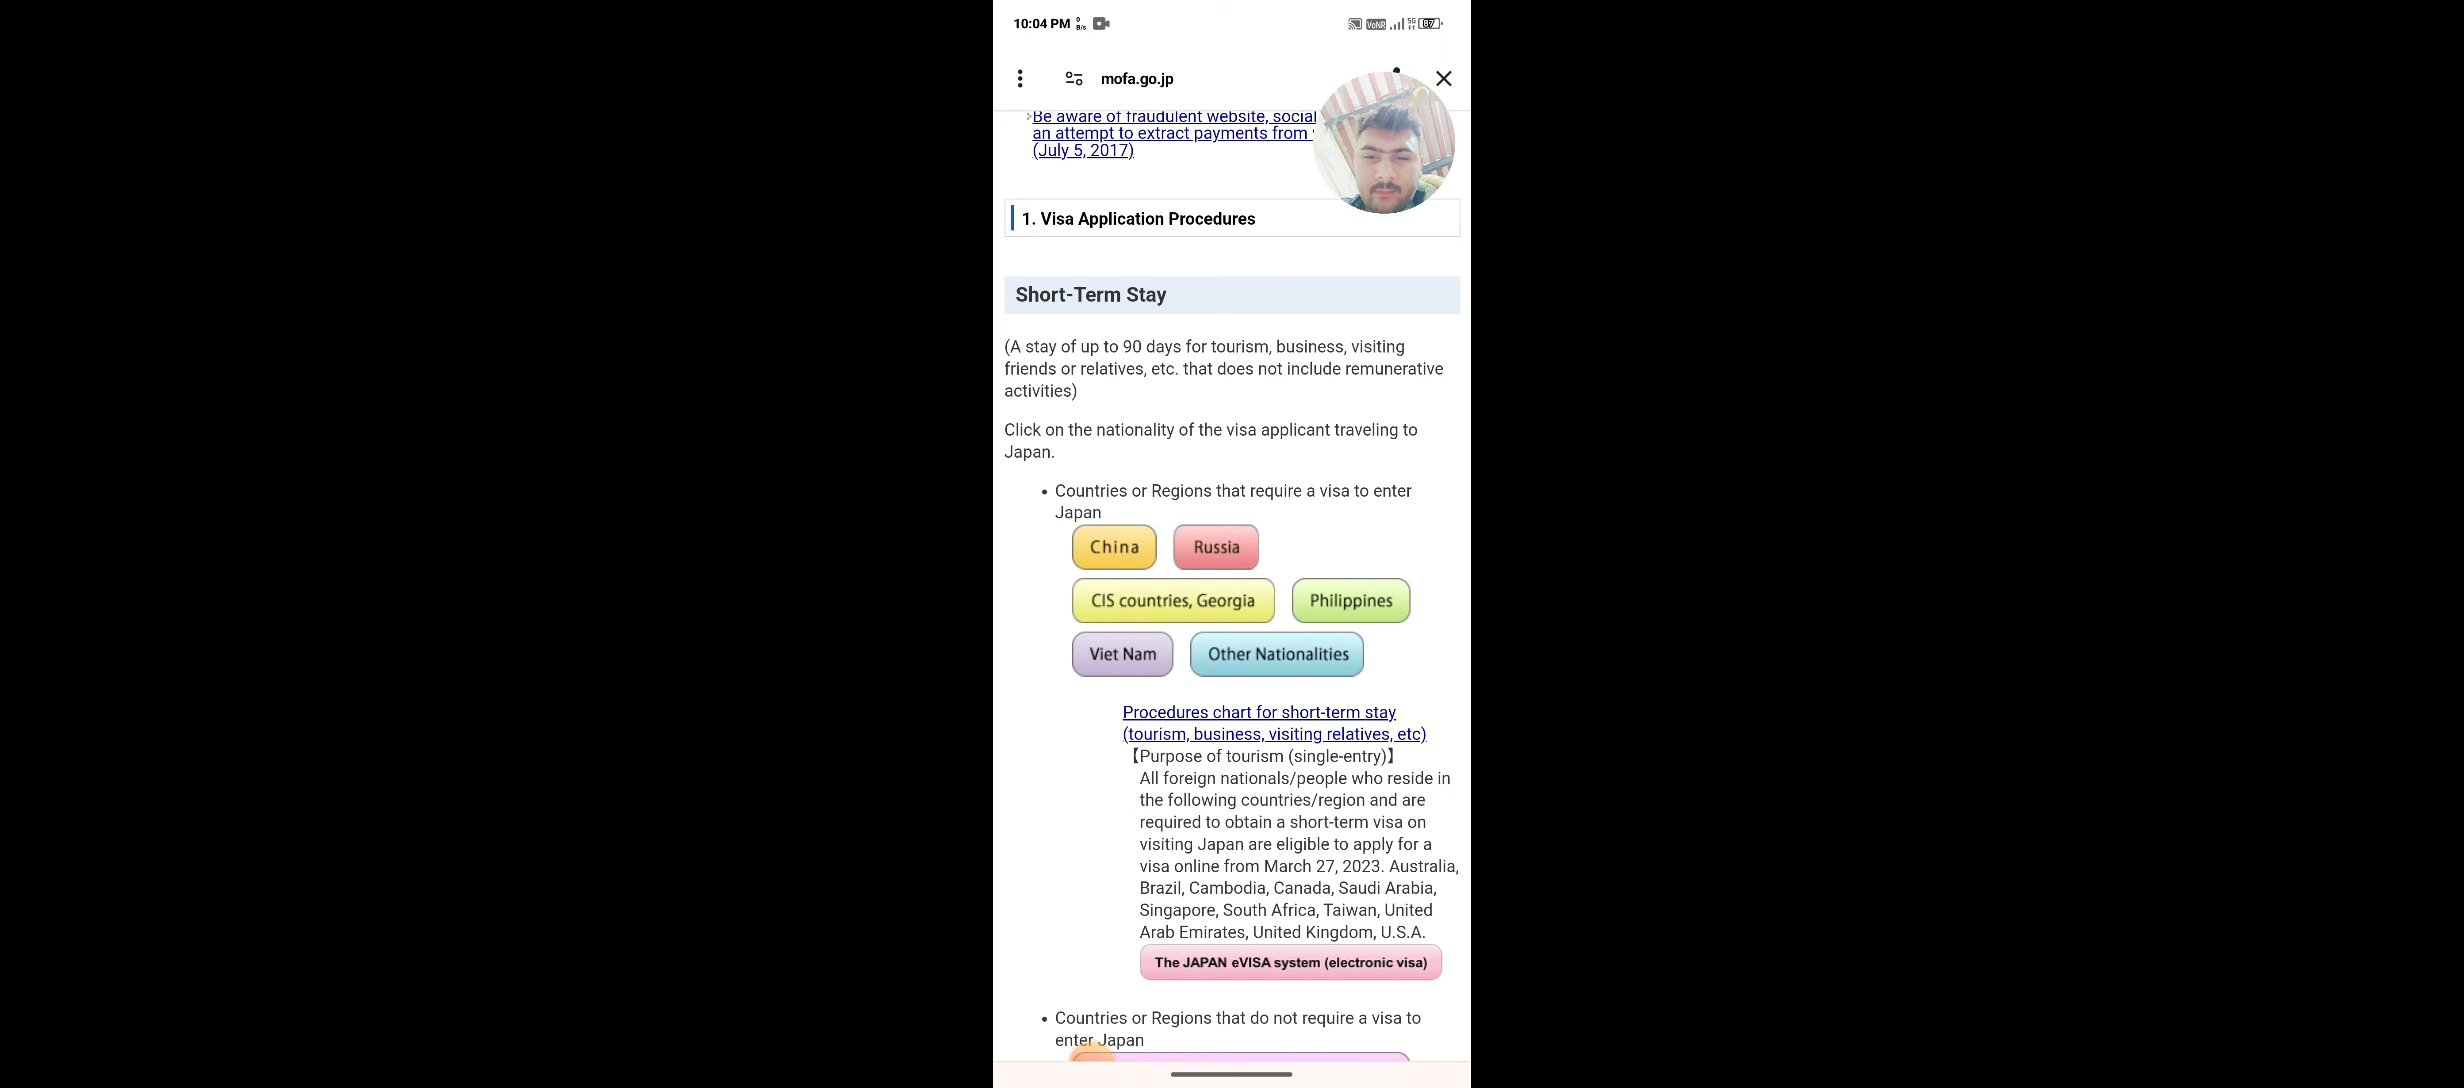 10:04 PM 0 B/s VoNR 5G 87
mofa.go.jp
Be aware of fraudulent website, social
an attempt to extract payments from
(July 5, 2017)
1. Visa Application Procedures
Short-Term Stay
(A stay of up to 90 days for tourism, business, visiting
friends or relatives, etc. that does not include remunerative
activities)
Click on the nationality of the visa applicant traveling to
Japan.
• Countries or Regions that require a visa to enter
Japan
China Russia
CIS countries, Georgia Philippines
Viet Nam Other Nationalities
Procedures chart for short-term stay
(tourism, business, visiting relatives, etc)
【Purpose of tourism (single-entry)】
All foreign nationals/people who reside in
the following countries/region and are
required to obtain a short-term visa on
visiting Japan are eligible to apply for a
visa online from March 27, 2023. Australia,
Brazil, Cambodia, Canada, Saudi Arabia,
Singapore, South Africa, Taiwan, United
Arab Emirates, United Kingdom, U.S.A.
The JAPAN eVISA system (electronic visa)
• Countries or Regions that do not require a visa to
enter Japan